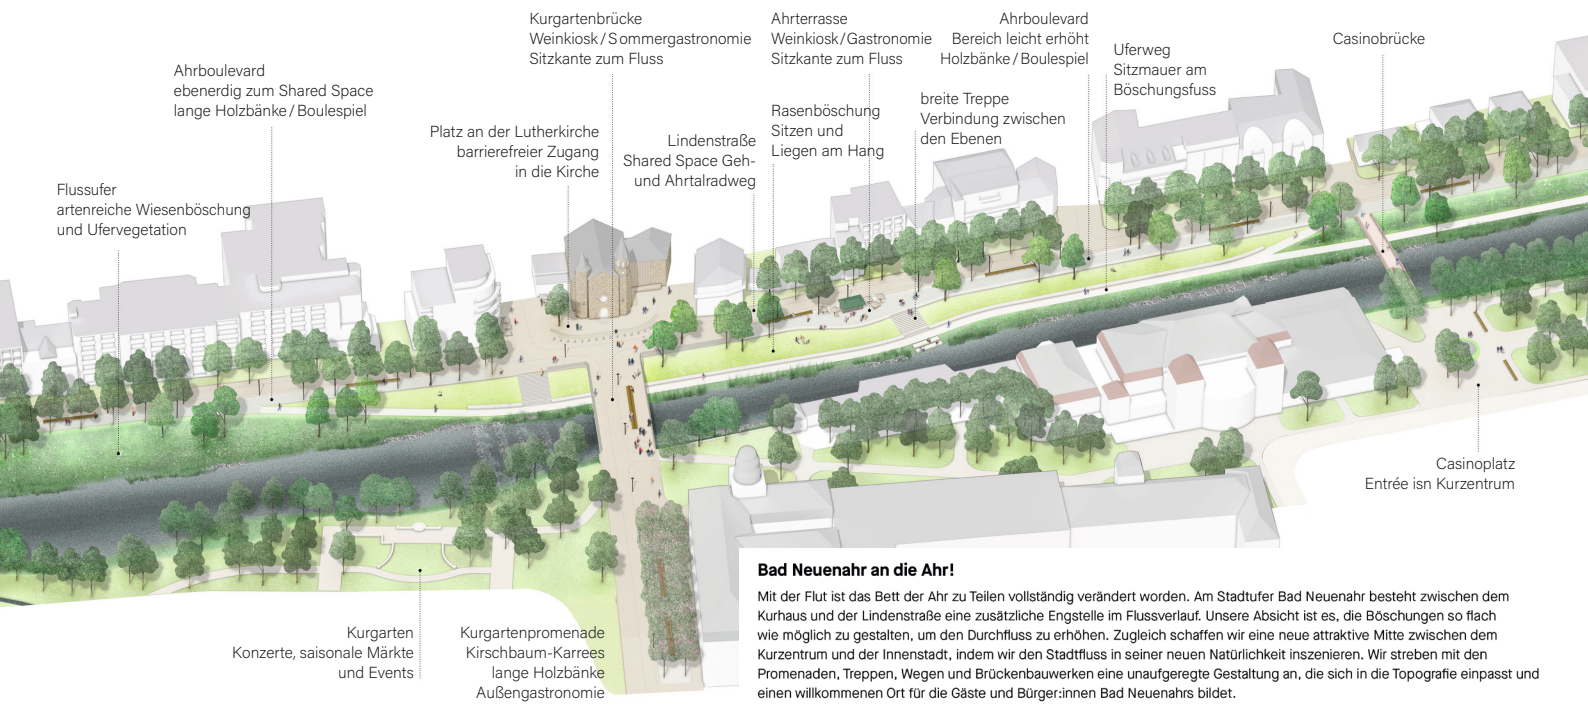 Kurgartenbrücke
Weinkiosk / Sommergastronomie
Sitzkante zum Fluss
Ahrterrasse
Weinkiosk / Gastronomie
Sitzkante zum Fluss
Ahrboulevard
Bereich leicht erhöht
Holzbänke / Boulespiel
Uferweg
Sitzmauer am
Böschungsfuss
Casinobrücke
Ahrboulevard
ebenerdig zum Shared Space
lange Holzbänke / Boulespiel
Platz an der Lutherkirche
barrierefreier Zugang
in die Kirche
Lindenstraße
Shared Space Geh-
und Ahrtalradweg
Rasenböschung
Sitzen und
Liegen am Hang
breite Treppe
Verbindung zwischen
den Ebenen
Flussufer
artenreiche Wiesenböschung
und Ufervegetation
Casinoplatz
Entrée isn Kurzentrum
Kurgarten
Konzerte, saisonale Märkte
und Events
Kurgartenpromenade
Kirschbaum-Karrees
lange Holzbänke
Außengastronomie
Bad Neuenahr an die Ahr!
Mit der Flut ist das Bett der Ahr zu Teilen vollständig verändert worden. Am Stadtufer Bad Neuenahr besteht zwischen dem
Kurhaus und der Lindenstraße eine zusätzliche Engstelle im Flussverlauf. Unsere Absicht ist es, die Böschungen so flach
wie möglich zu gestalten, um den Durchfluss zu erhöhen. Zugleich schaffen wir eine neue attraktive Mitte zwischen dem
Kurzentrum und der Innenstadt, indem wir den Stadtfluss in seiner neuen Natürlichkeit inszenieren. Wir streben mit den
Promenaden, Treppen, Wegen und Brückenbauwerken eine unaufgeregte Gestaltung an, die sich in die Topografie einpasst und
einen willkommenen Ort für die Gäste und Bürger:innen Bad Neuenahrs bildet.